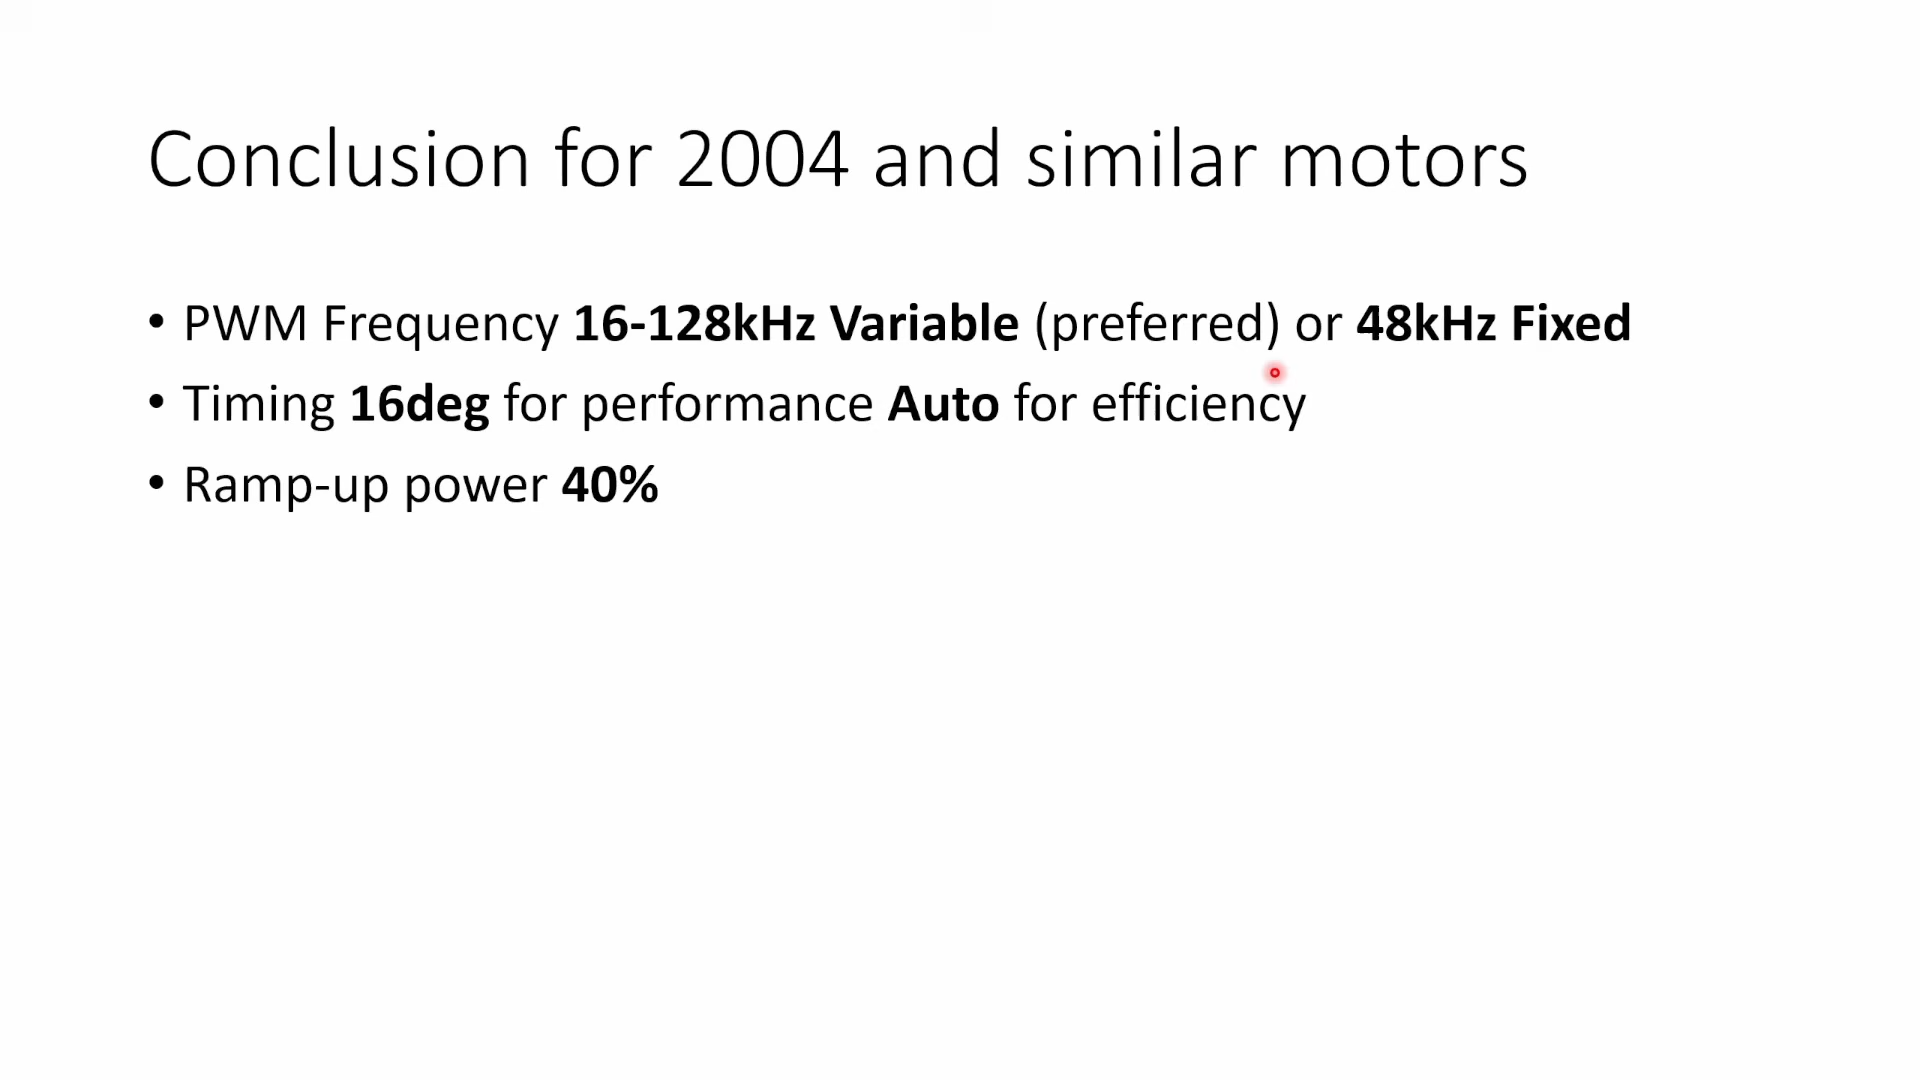 Conclusion for 2004 and similar motors
• PWM Frequency 16-128kHz Variable (preferred) or 48kHz Fixed
• Timing 16deg for performance Auto for efficiency
• Ramp-up power 40%